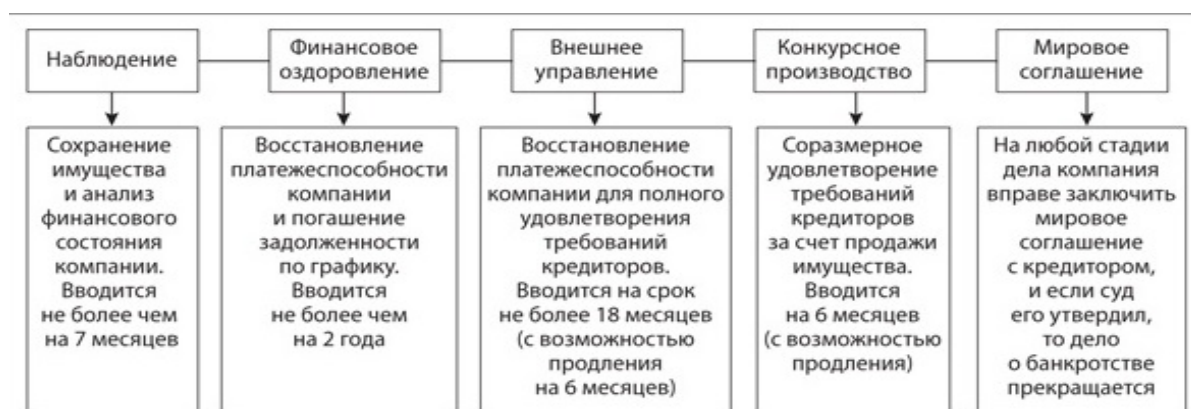 Наблюдение
Финансовое
оздоровление
Внешнее
управление
Конкурсное
производство
Мировое
соглашение
Сохранение
имущества
и анализ
финансового
состояния
компании.
Вводится
не более чем
на 7 месяцев
Восстановление
платежеспособности
компании
и погашение
задолженности
по графику.
Вводится
не более чем
на 2 года
Восстановление
платежеспособности
компании для полного
удовлетворения
требований
кредиторов.
Вводится на срок
не более 18 месяцев
(с возможностью
продления
на 6 месяцев)
Соразмерное
удовлетворение
требований
кредиторов
за счет продажи
имущества.
Вводится
на 6 месяцев
(с возможностью
продления)
На любой стадии
дела компания
вправе заключить
мировое
соглашение
с кредитором,
и если суд
его утвердил,
то дело
о банкротстве
прекращается